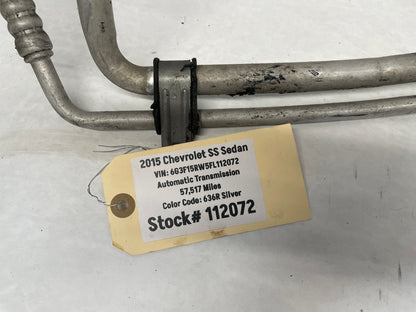 2015 Chevrolet SS Sedan
VIN: 6G3F15RW5FL112072
Automatic Transmission
57,517 Miles
Color Code: 636R Silver
Stock# 112072